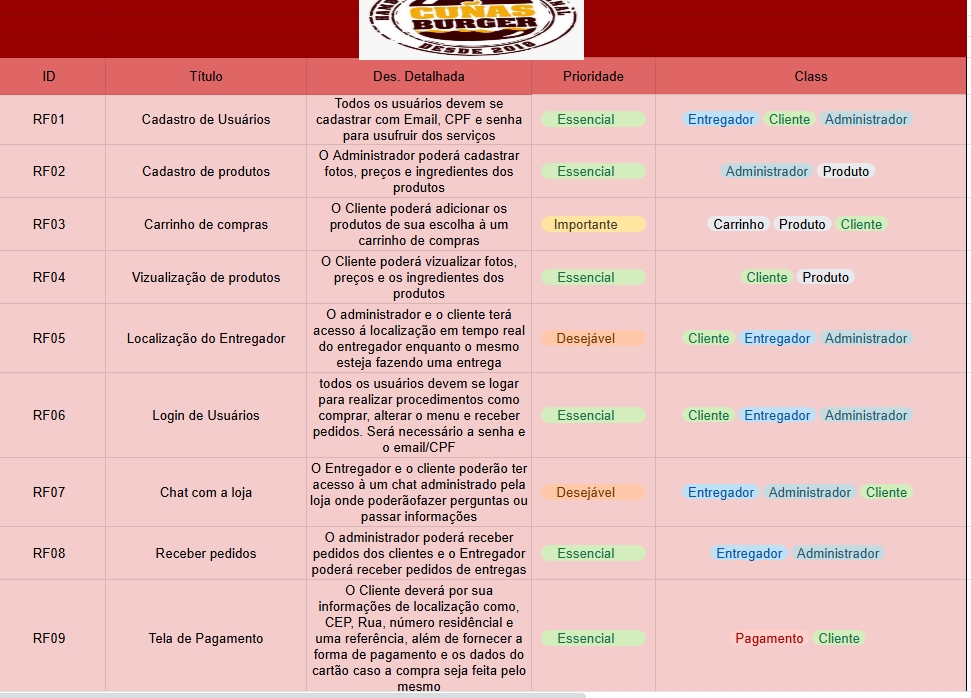 CUÑAS
BURGER
DESDE 2018
ID Título Des. Detalhada Prioridade Class
RF01 Cadastro de Usuários Todos os usuários devem se
cadastrar com Email, CPF e senha
para usufruir dos serviços Essencial Entregador Cliente Administrador
RF02 Cadastro de produtos O Administrador poderá cadastrar
fotos, preços e ingredientes dos
produtos Essencial Administrador Produto
RF03 Carrinho de compras O Cliente poderá adicionar os
produtos de sua escolha à um
carrinho de compras Importante Carrinho Produto Cliente
RF04 Vizualização de produtos O Cliente poderá vizualizar fotos,
preços e os ingredientes dos
produtos Essencial Cliente Produto
RF05 Localização do Entregador O administrador e o cliente terá
acesso á localização em tempo real
do entregador enquanto o mesmo
esteja fazendo uma entrega Desejável Cliente Entregador Administrador
RF06 Login de Usuários todos os usuários devem se logar
para realizar procedimentos como
comprar, alterar o menu e receber
pedidos. Será necessário a senha e
o email/CPF Essencial Cliente Entregador Administrador
RF07 Chat com a loja O Entregador e o cliente poderão ter
acesso à um chat administrado pela
loja onde poderãofazer perguntas ou
passar informações Desejável Entregador Administrador Cliente
RF08 Receber pedidos O administrador poderá receber
pedidos dos clientes e o Entregador
poderá receber pedidos de entregas Essencial Entregador Administrador
RF09 Tela de Pagamento O Cliente deverá por sua
informações de localização como,
CEP, Rua, número residêncial e
uma referência, além de fornecer a
forma de pagamento e os dados do
cartão caso a compra seja feita pelo
mesmo Essencial Pagamento Cliente